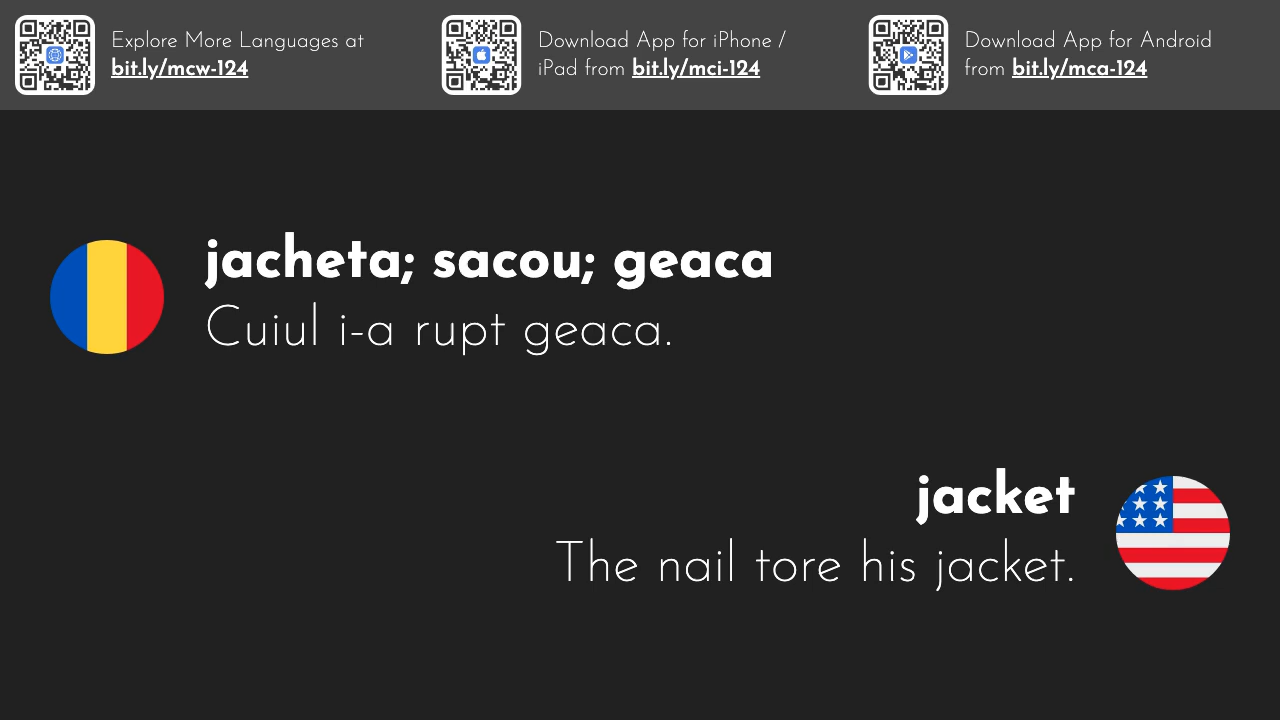 Explore More Languages at
bit.ly/mcw-124
Download App for iPhone /
iPad from bit.ly/mci-124
Download App for Android
from bit.ly/mca-124
jacheta; sacou; geaca
Cuiul i-a rupt geaca.
jacket
The nail tore his jacket.